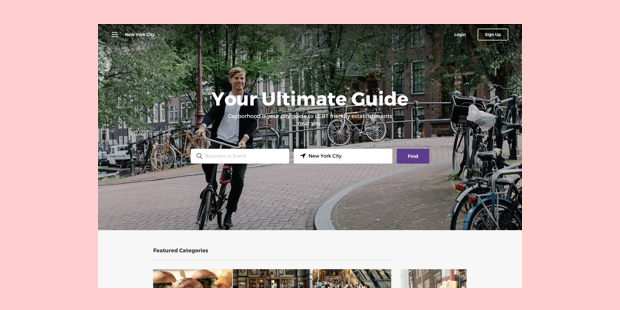 New York City
Login
Sign Up
Your Ultimate Guide
Gayborhood is your city guide to LGBT friendly establishments
near you.
Business or Event
New York City
Find
Featured Categories